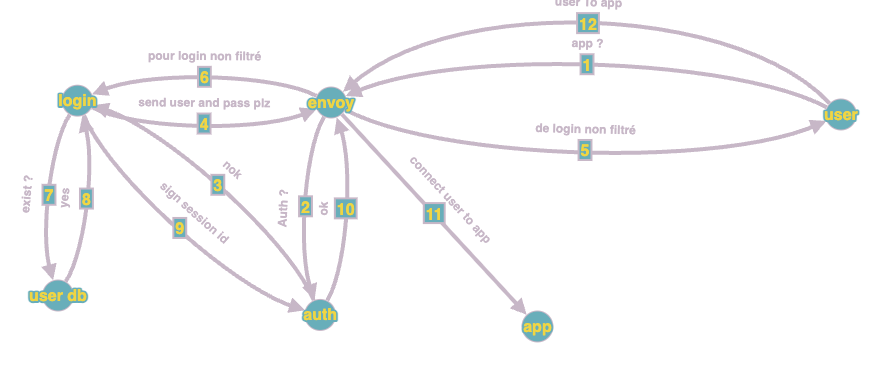 user To app
12
app ?
1
pour login non filtré
6
login
send user and pass plz
4
envoy
user
de login non filtré
5
exist ?
7
yes
8
nok
3
sign session id
9
Auth ?
2
ok
10
connect user to app
11
user db
auth
app